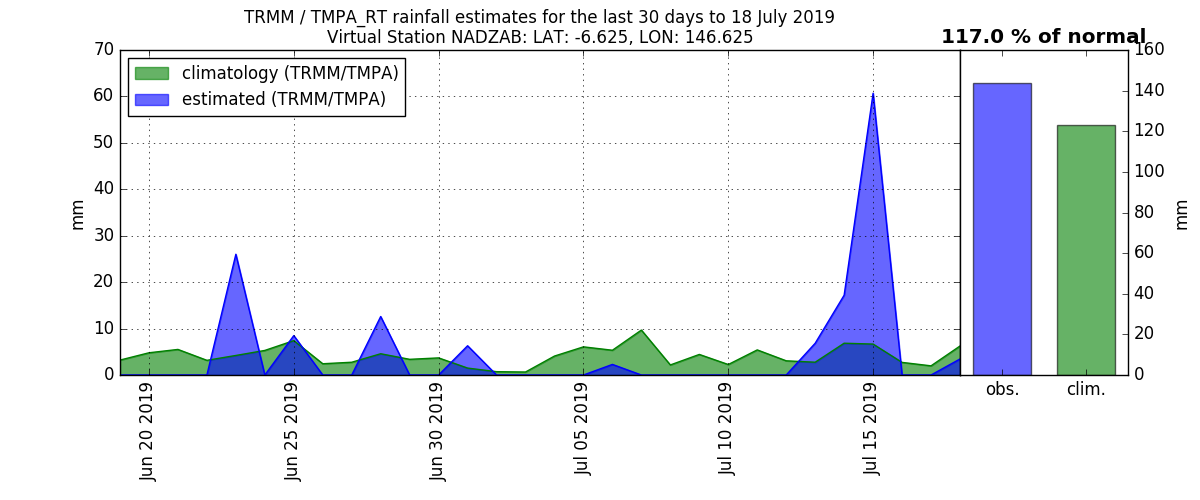 TRMM / TMPA_RT rainfall estimates for the last 30 days to 18 July 2019
Virtual Station NADZAB: LAT: -6.625, LON: 146.625
117.0 % of normal
climatology (TRMM/TMPA)
estimated (TRMM/TMPA)
70
60
50
40
30
20
10
0
mm
Jun 20 2019
Jun 25 2019
Jun 30 2019
Jul 05 2019
Jul 10 2019
Jul 15 2019
160
140
120
100
80
60
40
20
0
mm
obs.
clim.